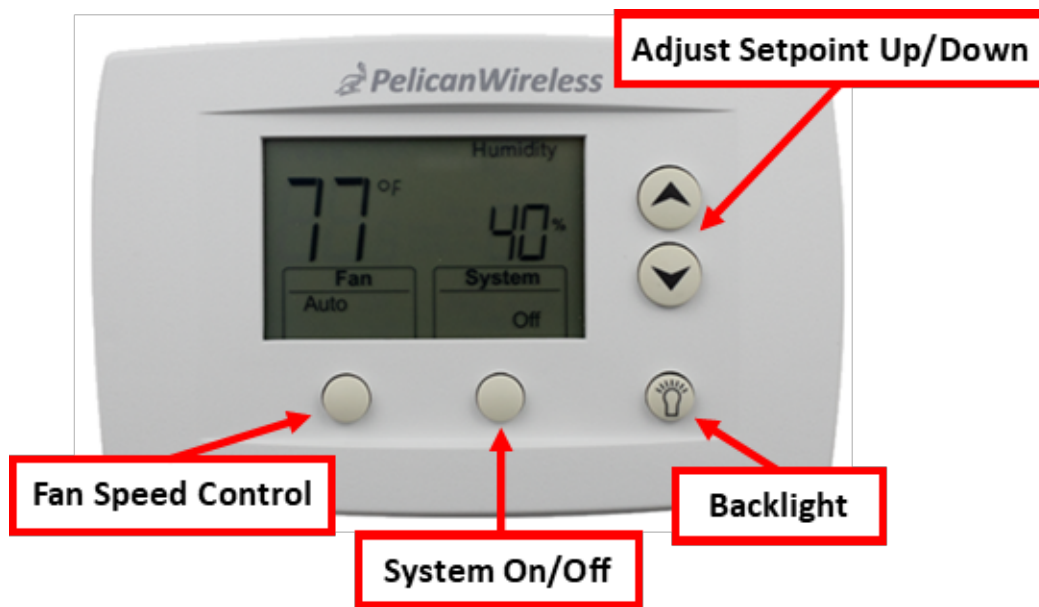 Adjust Setpoint Up/Down
PelicanWireless
Humidity
77 °F
40 %
Fan
System
Auto
Off
Fan Speed Control
Backlight
System On/Off